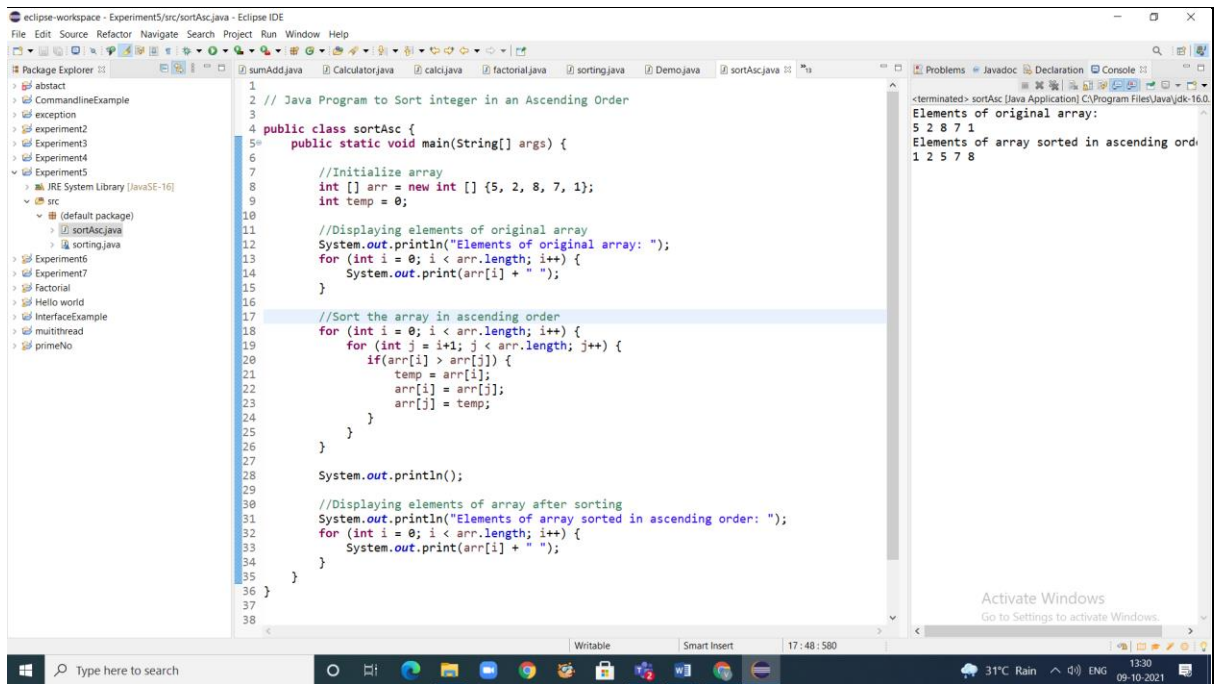 eclipse-workspace - Experiment5/src/sortAsc.java - Eclipse IDE
File Edit Source Refactor Navigate Search Project Run Window Help
Package Explorer
abstact
CommandlineExample
exception
experiment2
Experiment3
Experiment4
Experiment5
JRE System Library [JavaSE-16]
src
(default package)
sortAsc.java
sorting.java
Experiment6
Experiment7
Factorial
Hello world
InterfaceExample
muitithread
primeNo
sumAdd.java Calculator.java calci.java factorial.java sorting.java Demo.java sortAsc.java »13
1
2 // Java Program to Sort integer in an Ascending Order
3
4 public class sortAsc {
5 public static void main(String[] args) {
6
7 //Initialize array
8 int [] arr = new int [] {5, 2, 8, 7, 1};
9 int temp = 0;
10
11 //Displaying elements of original array
12 System.out.println("Elements of original array: ");
13 for (int i = 0; i < arr.length; i++) {
14 System.out.print(arr[i] + " ");
15 }
16
17 //Sort the array in ascending order
18 for (int i = 0; i < arr.length; i++) {
19 for (int j = i+1; j < arr.length; j++) {
20 if(arr[i] > arr[j]) {
21 temp = arr[i];
22 arr[i] = arr[j];
23 arr[j] = temp;
24 }
25 }
26 }
27
28 System.out.println();
29
30 //Displaying elements of array after sorting
31 System.out.println("Elements of array sorted in ascending order: ");
32 for (int i = 0; i < arr.length; i++) {
33 System.out.print(arr[i] + " ");
34 }
35 }
36 }
37
38
Problems Javadoc Declaration Console
<terminated> sortAsc [Java Application] C:\Program Files\Java\jdk-16.0.
Elements of original array:
5 2 8 7 1
Elements of array sorted in ascending orde
1 2 5 7 8
Activate Windows
Go to Settings to activate Windows.
Writable Smart Insert 17 : 48 : 580
Type here to search
31°C Rain ENG 13:30
09-10-2021